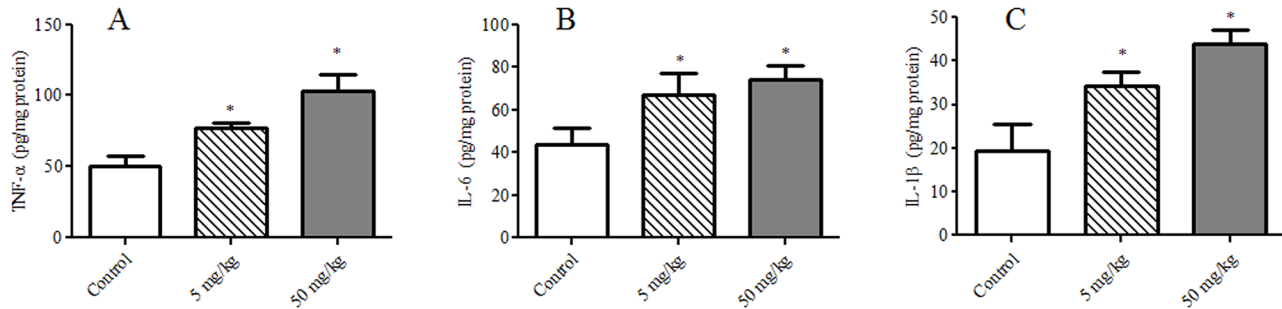 A
TNF-α (pg/mg protein)
150
100
50
0
*
*
Control
5 mg/kg
50 mg/kg
B
IL-6 (pg/mg protein)
100
80
60
40
20
0
*
*
Control
5 mg/kg
50 mg/kg
C
IL-1β (pg/mg protein)
50
40
30
20
10
0
*
*
Control
5 mg/kg
50 mg/kg